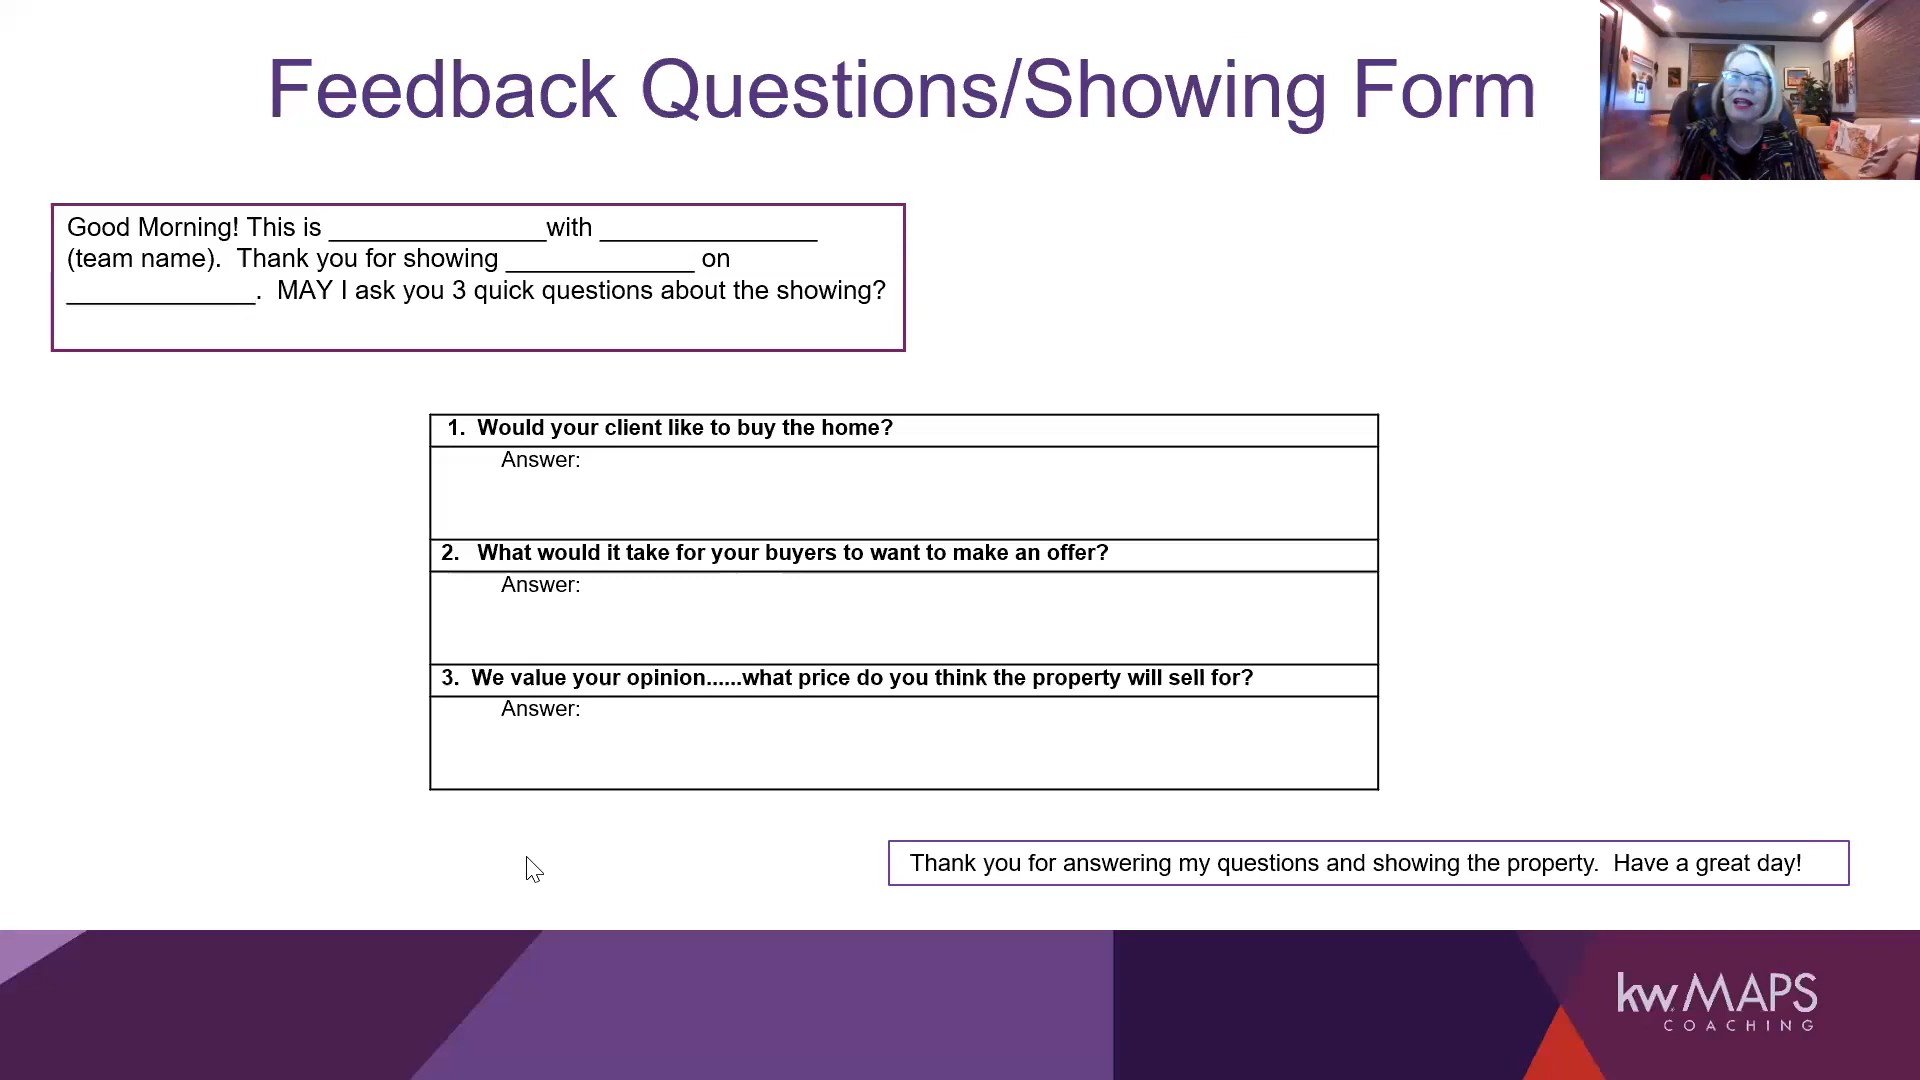 Feedback Questions/Showing Form
Good Morning! This is ________________with ________________
(team name).  Thank you for showing ______________ on
______________.  MAY I ask you 3 quick questions about the showing?
1.  Would your client like to buy the home?
Answer:
2.   What would it take for your buyers to want to make an offer?
Answer:
3.  We value your opinion......what price do you think the property will sell for?
Answer:
Thank you for answering my questions and showing the property.  Have a great day!
kw MAPS
COACHING